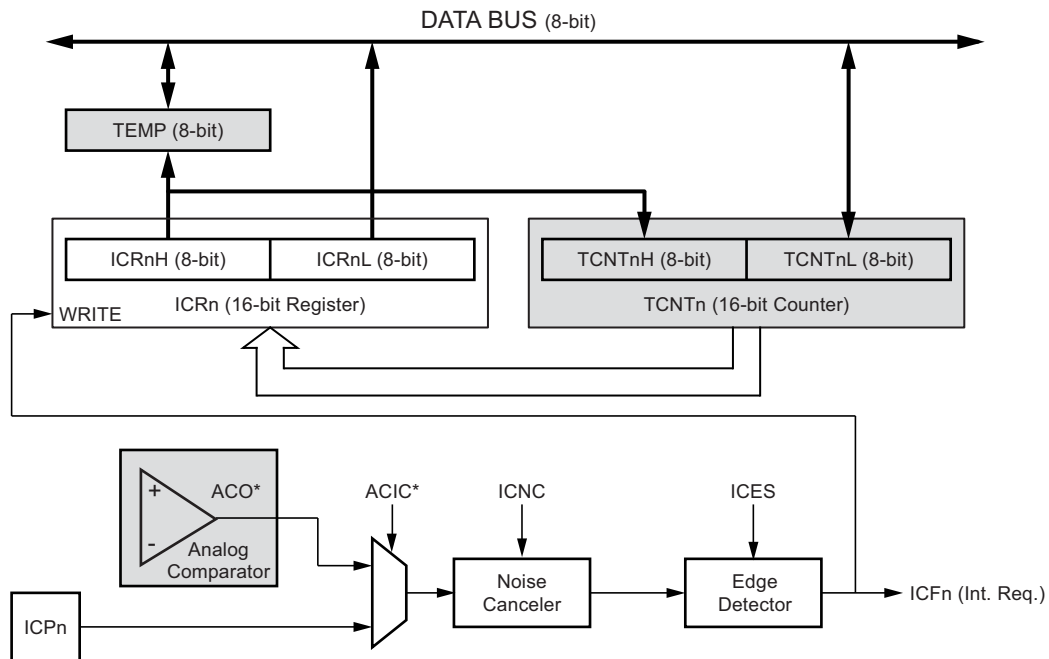 DATA BUS (8-bit)
TEMP (8-bit)
ICRnH (8-bit)
ICRnL (8-bit)
TCNTnH (8-bit)
TCNTnL (8-bit)
WRITE
ICRn (16-bit Register)
TCNTn (16-bit Counter)
+
-
ACO*
Analog
Comparator
ACIC*
ICNC
ICES
Noise
Canceler
Edge
Detector
ICFn (Int. Req.)
ICPn